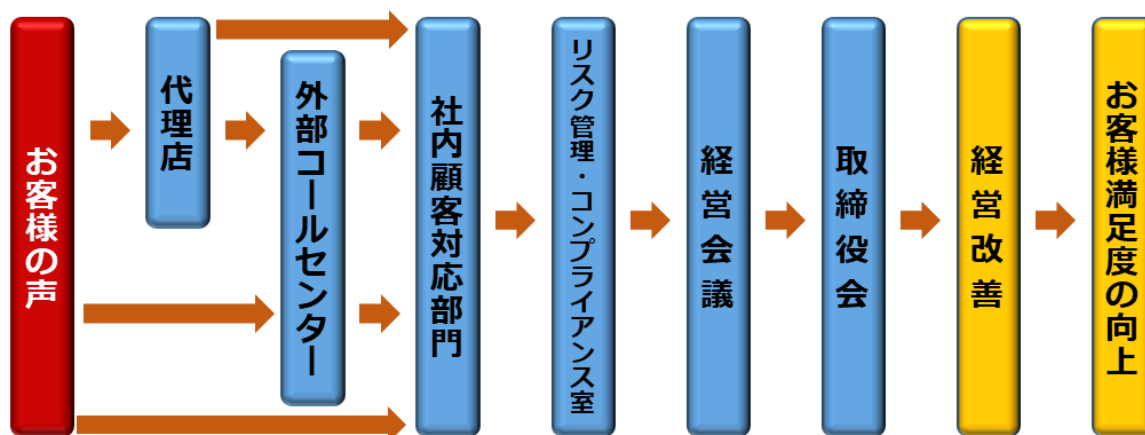 お客様の声
代理店
外部コールセンター
社内顧客対応部門
リスク管理・コンプライアンス室
経営会議
取締役会
経営改善
お客様満足度の向上